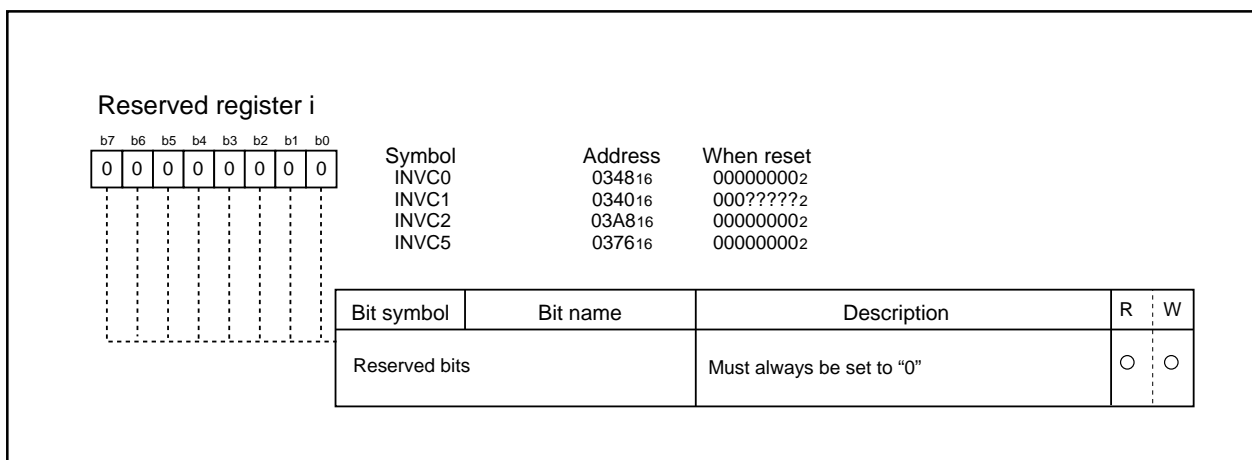 Reserved register i
b7 b6 b5 b4 b3 b2 b1 b0
0 0 0 0 0 0 0 0
Symbol Address When reset
INVC0 034816 000000002
INVC1 034016 000?????2
INVC2 03A816 000000002
INVC5 037616 000000002
Bit symbol Bit name Description R W
Reserved bits Must always be set to “0” ○ ○